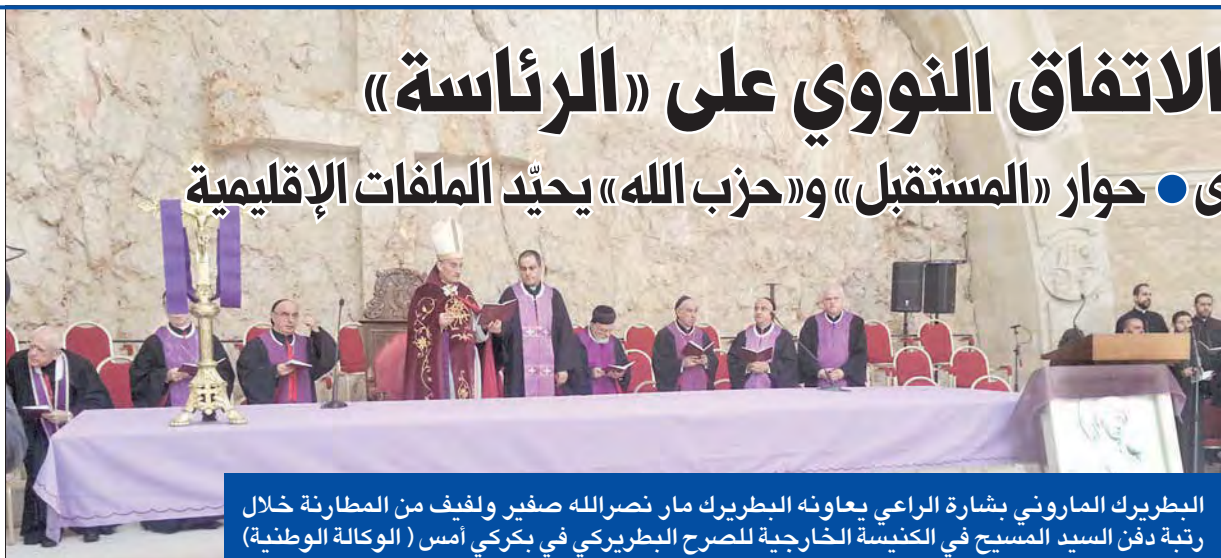 الاتفاق النووي على «الرئاسة»
ى ● حوار «المستقبل» و«حزب الله» يحيّد الملفات الإقليمية
البطريرك الماروني بشارة الراعي يعاونه البطريرك مار نصرالله صفير ولفيف من المطارنة خلال
رتبة دفن السيد المسيح في الكنيسة الخارجية للصرح البطريركي في بكركي أمس ( الوكالة الوطنية)